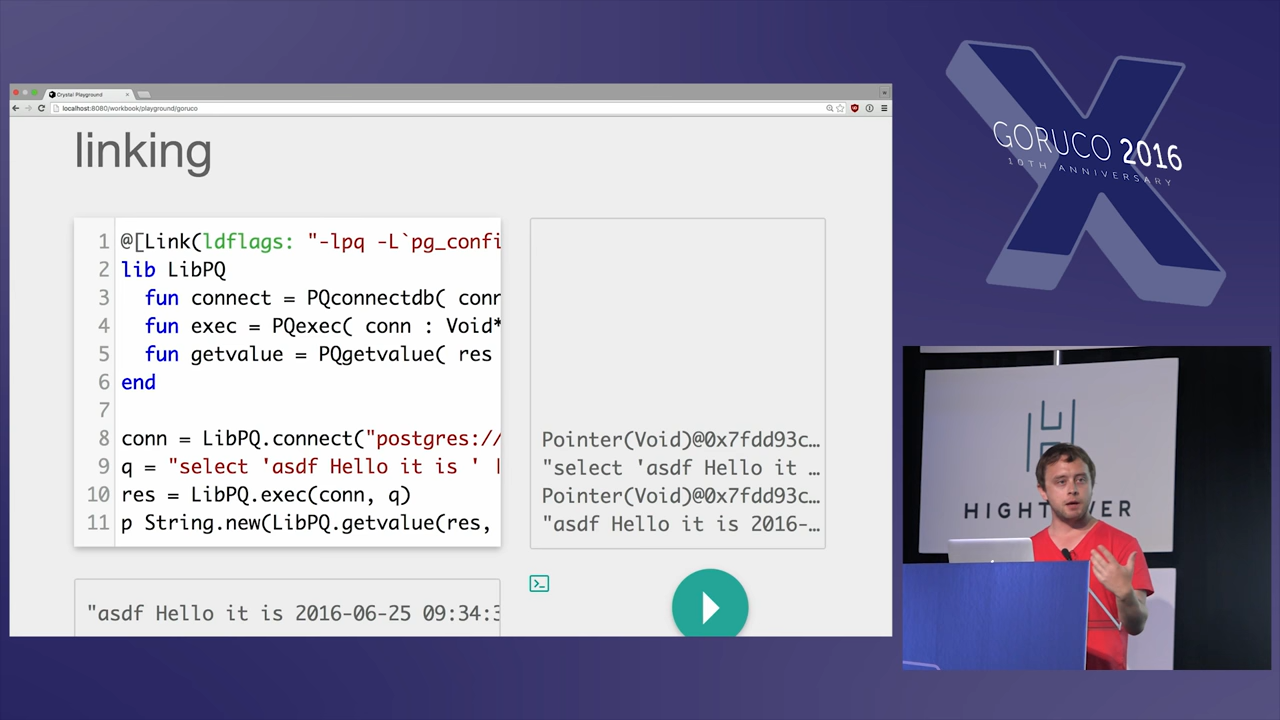 Crystal Playground
localhost:8080/workbook/playground/goruco
linking
1 @[Link(ldflags: "-lpq -L`pg_confi
2 lib LibPQ
3 fun connect = PQconnectdb( conn
4 fun exec = PQexec( conn : Void*
5 fun getvalue = PQgetvalue( res
6 end
7
8 conn = LibPQ.connect("postgres://
9 q = "select 'asdf Hello it is ' |
10 res = LibPQ.exec(conn, q)
11 p String.new(LibPQ.getvalue(res,
Pointer(Void)@0x7fdd93c…
"select 'asdf Hello it …
Pointer(Void)@0x7fdd93c…
"asdf Hello it is 2016-…
"asdf Hello it is 2016-06-25 09:34:3
GORUCO 2016
10TH ANNIVERSARY
HIGHT WER